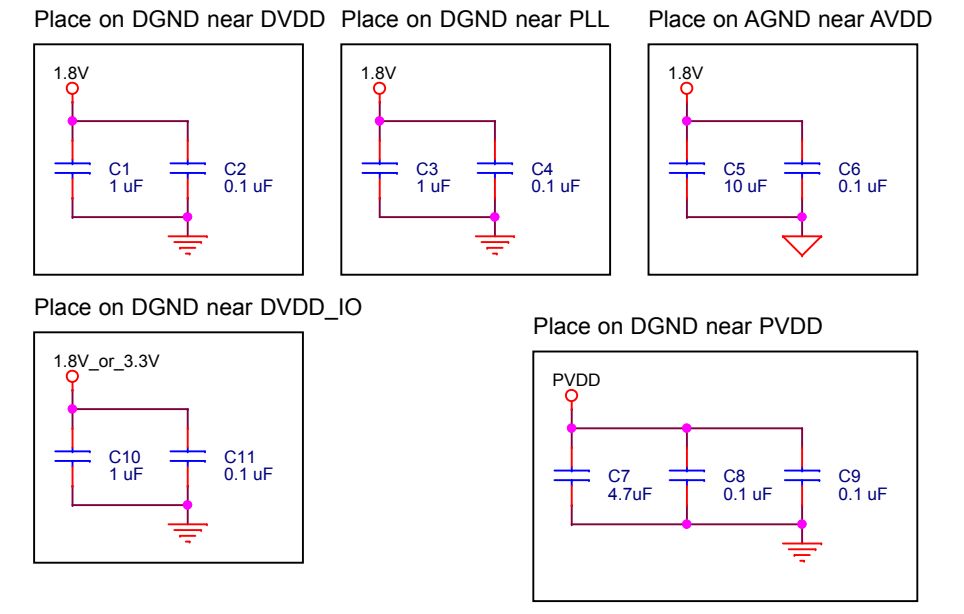 Place on DGND near DVDD
1.8V
C1
1 uF
C2
0.1 uF
Place on DGND near PLL
1.8V
C3
1 uF
C4
0.1 uF
Place on AGND near AVDD
1.8V
C5
10 uF
C6
0.1 uF
Place on DGND near DVDD_IO
1.8V_or_3.3V
C10
1 uF
C11
0.1 uF
Place on DGND near PVDD
PVDD
C7
4.7uF
C8
0.1 uF
C9
0.1 uF